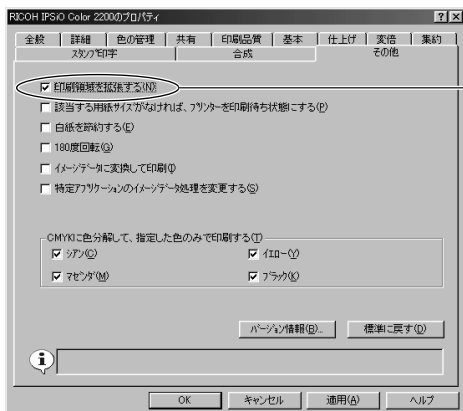 RICOH IPSiO Color 2200のプロパティ
全般 詳細 色の管理 共有 印刷品質 基本 仕上げ 変倍 集約
スタンプ印字 合成 その他
印刷領域を拡張する(N)
該当する用紙サイズがなければ、プリンターを印刷待ち状態にする(P)
白紙を節約する(E)
180度回転(G)
イメージデータに変換して印刷(I)
特定アプリケーションのイメージデータ処理を変更する(S)
CMYKに色分解して、指定した色のみで印刷する(T)
シアン(C) イエロー(Y)
マゼンタ(M) ブラック(K)
バージョン情報(B)... 標準に戻す(D)
OK キャンセル 適用(A) ヘルプ